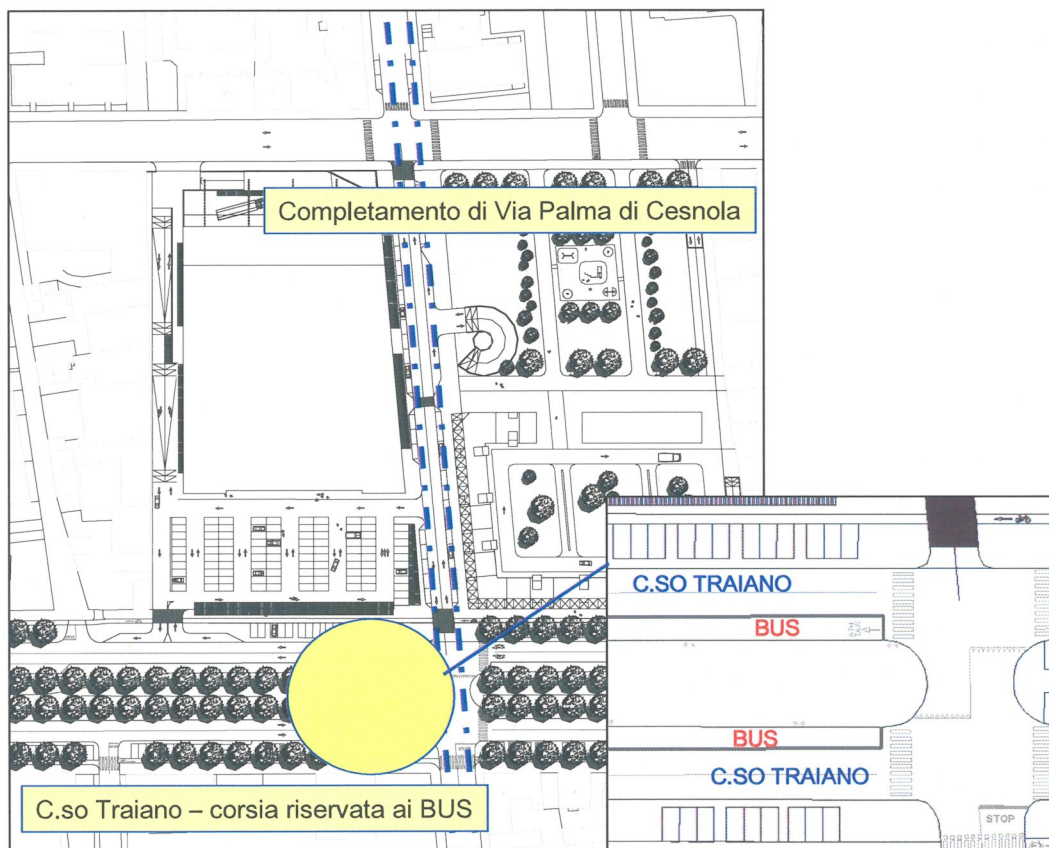 Completamento di Via Palma di Cesnola
C.SO TRAIANO
BUS
BUS
C.SO TRAIANO
STOP
C.so Traiano – corsia riservata ai BUS